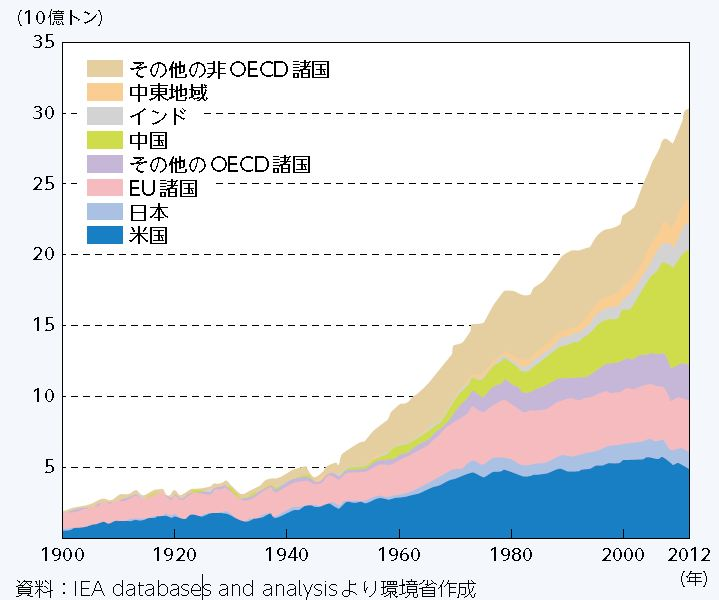 (10億トン)
35
30
25
20
15
10
5
その他の非OECD諸国
中東地域
インド
中国
その他のOECD諸国
EU諸国
日本
米国
1900 1920 1940 1960 1980 2000 2012
(年)
資料：IEA databases and analysisより環境省作成